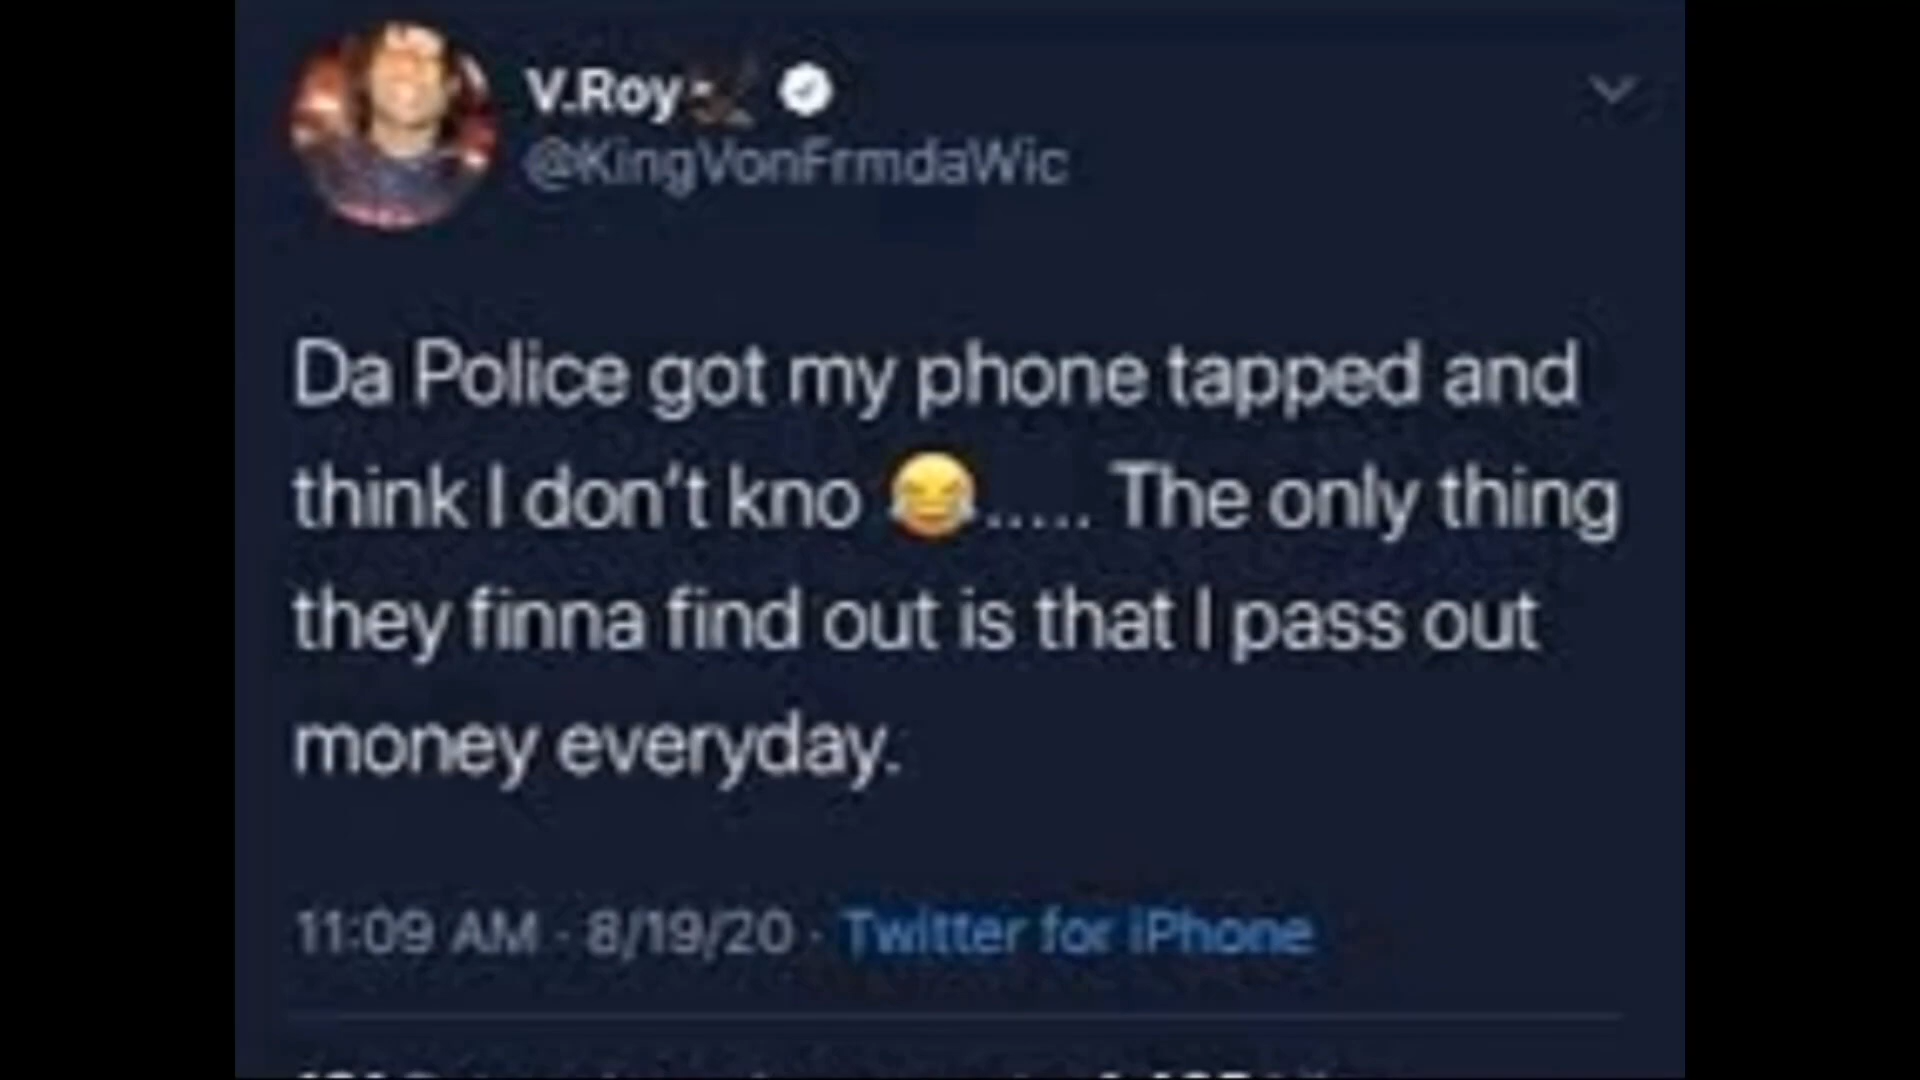 V.Roy
@KingVonFrmdaWic
Da Police got my phone tapped and
think I don't kno 😂..... The only thing
they finna find out is that I pass out
money everyday.
11:09 AM · 8/19/20 · Twitter for iPhone